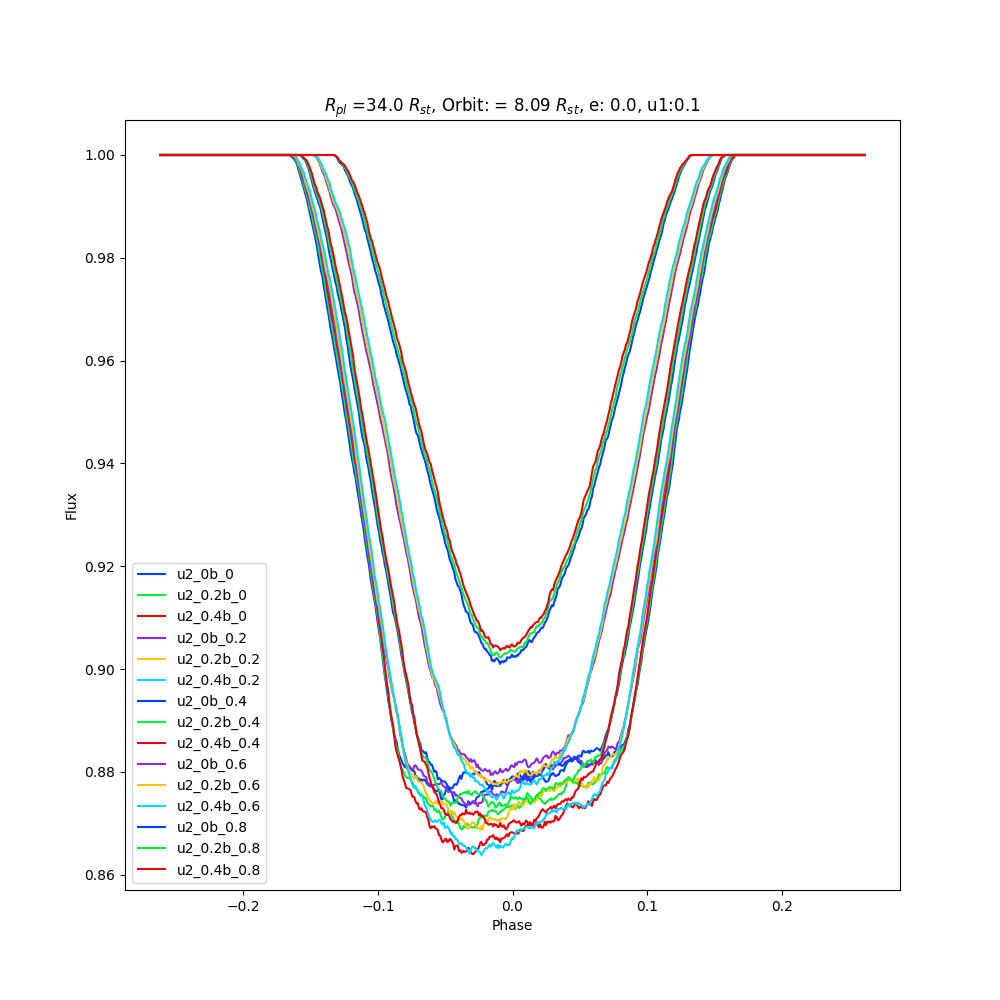 R_pl =34.0 R_st, Orbit: = 8.09 R_st, e: 0.0, u1:0.1
1.00
0.98
0.96
0.94
0.92
0.90
0.88
0.86
Flux
u2_0b_0
u2_0.2b_0
u2_0.4b_0
u2_0b_0.2
u2_0.2b_0.2
u2_0.4b_0.2
u2_0b_0.4
u2_0.2b_0.4
u2_0.4b_0.4
u2_0b_0.6
u2_0.2b_0.6
u2_0.4b_0.6
u2_0b_0.8
u2_0.2b_0.8
u2_0.4b_0.8
−0.2 −0.1 0.0 0.1 0.2
Phase